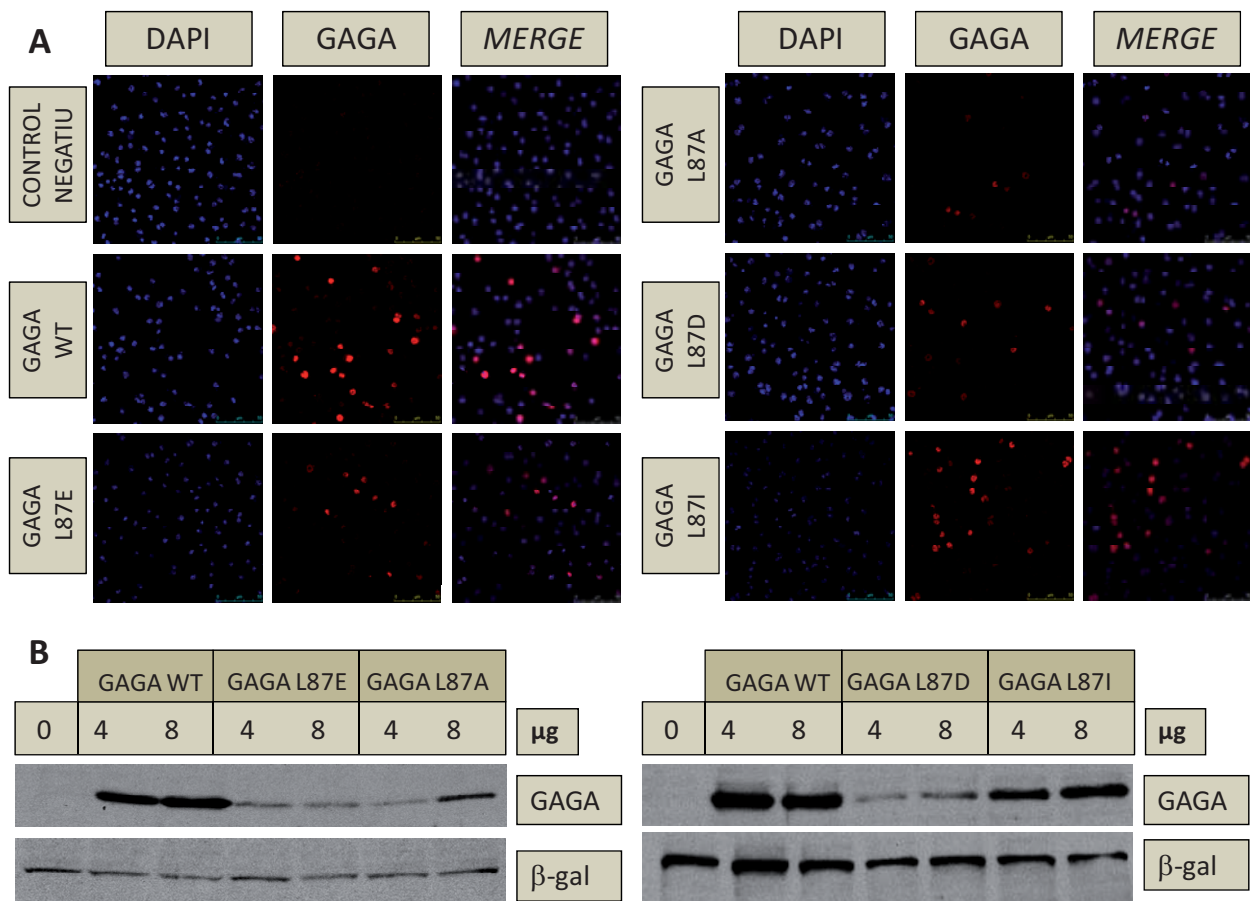 A
DAPI GAGA MERGE
DAPI GAGA MERGE
CONTROL
NEGATIU
GAGA
WT
GAGA
L87E
GAGA
L87A
GAGA
L87D
GAGA
L87I
B
GAGA WT GAGA L87E GAGA L87A
0 4 8 4 8 4 8 µg
GAGA
β-gal
GAGA WT GAGA L87D GAGA L87I
0 4 8 4 8 4 8 µg
GAGA
β-gal